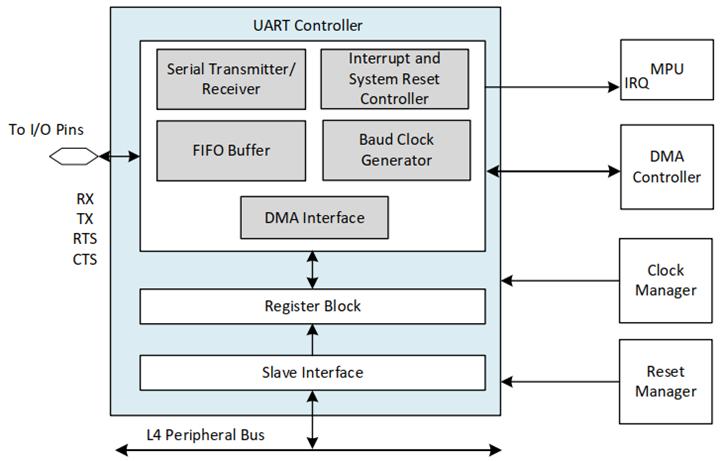 UART Controller
Serial Transmitter/
Receiver
Interrupt and
System Reset
Controller
MPU
IRQ
To I/O Pins
FIFO Buffer
Baud Clock
Generator
DMA
Controller
RX
TX
RTS
CTS
DMA Interface
Clock
Manager
Register Block
Slave Interface
Reset
Manager
L4 Peripheral Bus